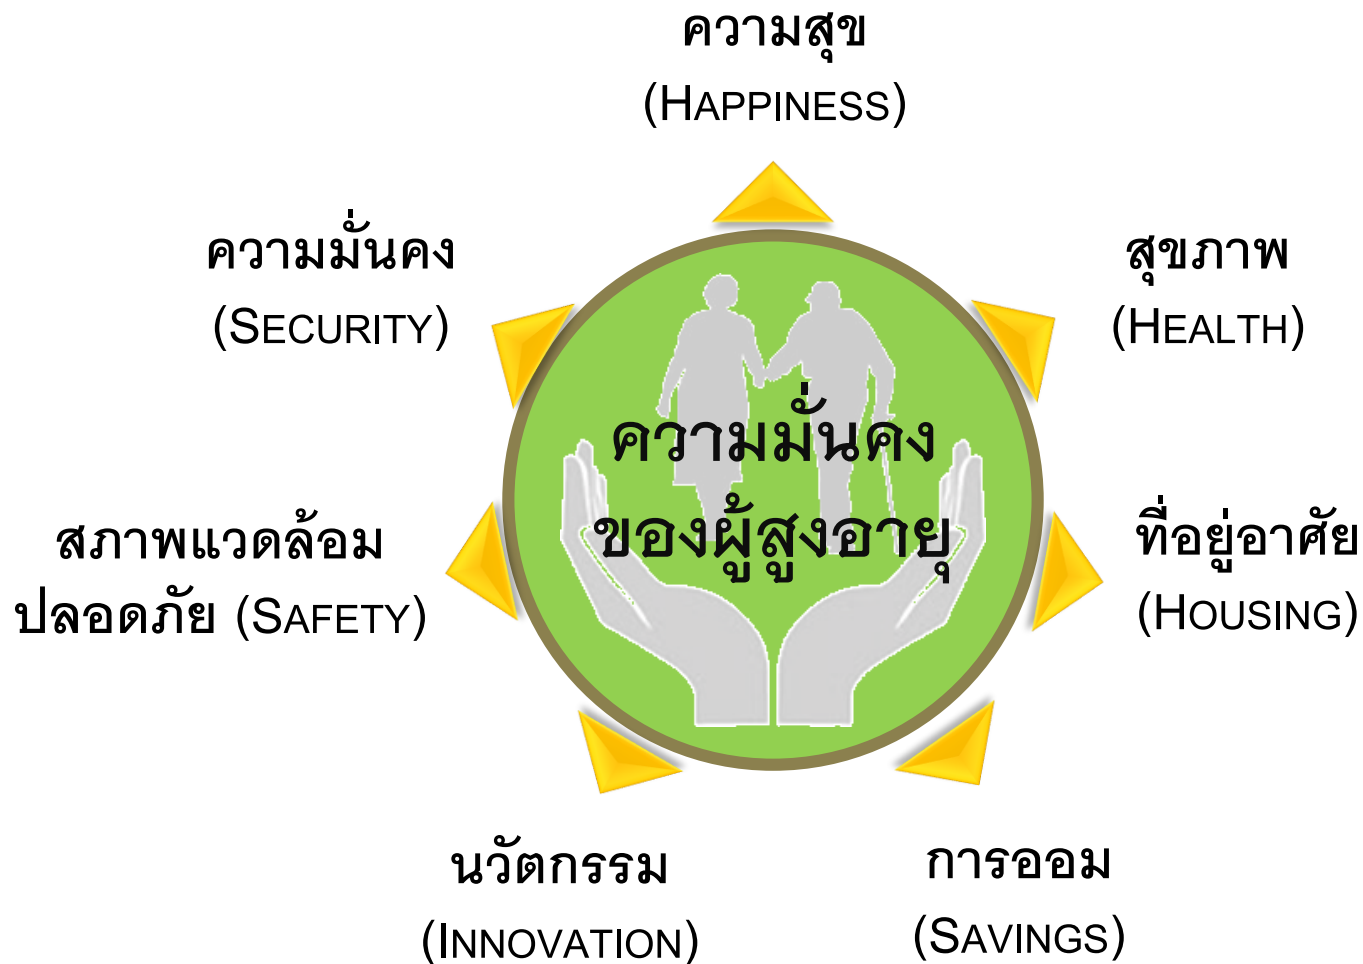 ความสุข
(HAPPINESS)
ความมั่นคง
(SECURITY)
สุขภาพ
(HEALTH)
ความมั่นคง
ของผู้สูงอายุ
สภาพแวดล้อม
ปลอดภัย (SAFETY)
ที่อยู่อาศัย
(HOUSING)
นวัตกรรม
(INNOVATION)
การออม
(SAVINGS)